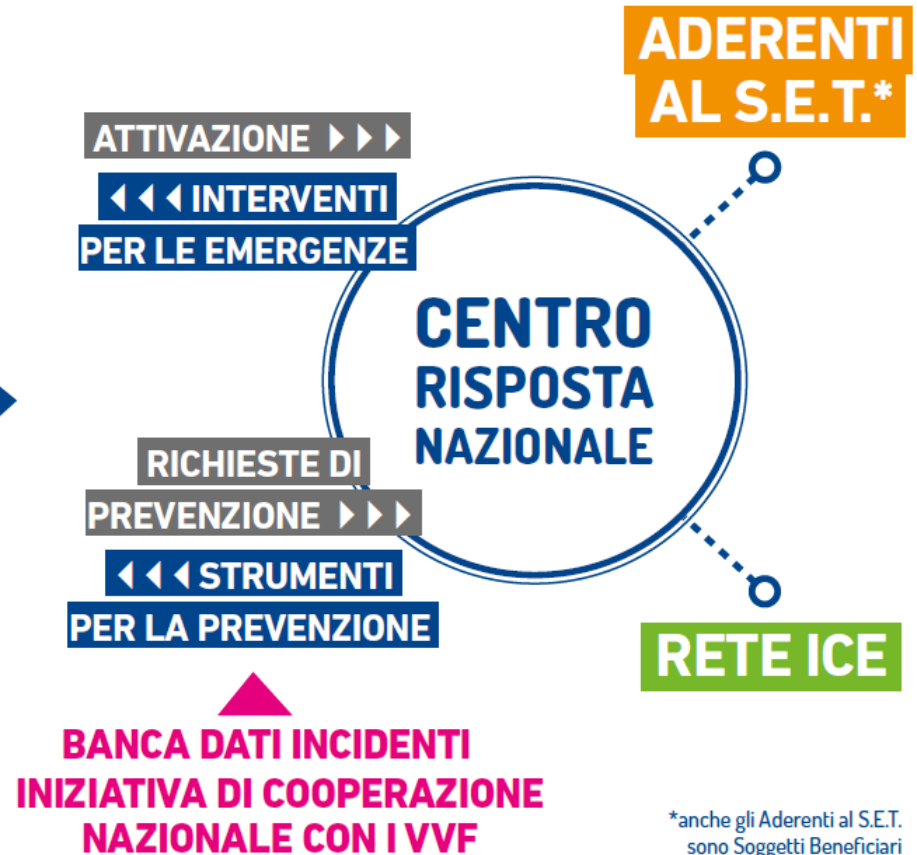 ADERENTI
AL S.E.T.*
ATTIVAZIONE
INTERVENTI
PER LE EMERGENZE
CENTRO
RISPOSTA
NAZIONALE
RICHIESTE DI
PREVENZIONE
STRUMENTI
PER LA PREVENZIONE
RETE ICE
BANCA DATI INCIDENTI
INIZIATIVA DI COOPERAZIONE
NAZIONALE CON I VVF
*anche gli Aderenti al S.E.T.
sono Soggetti Beneficiari